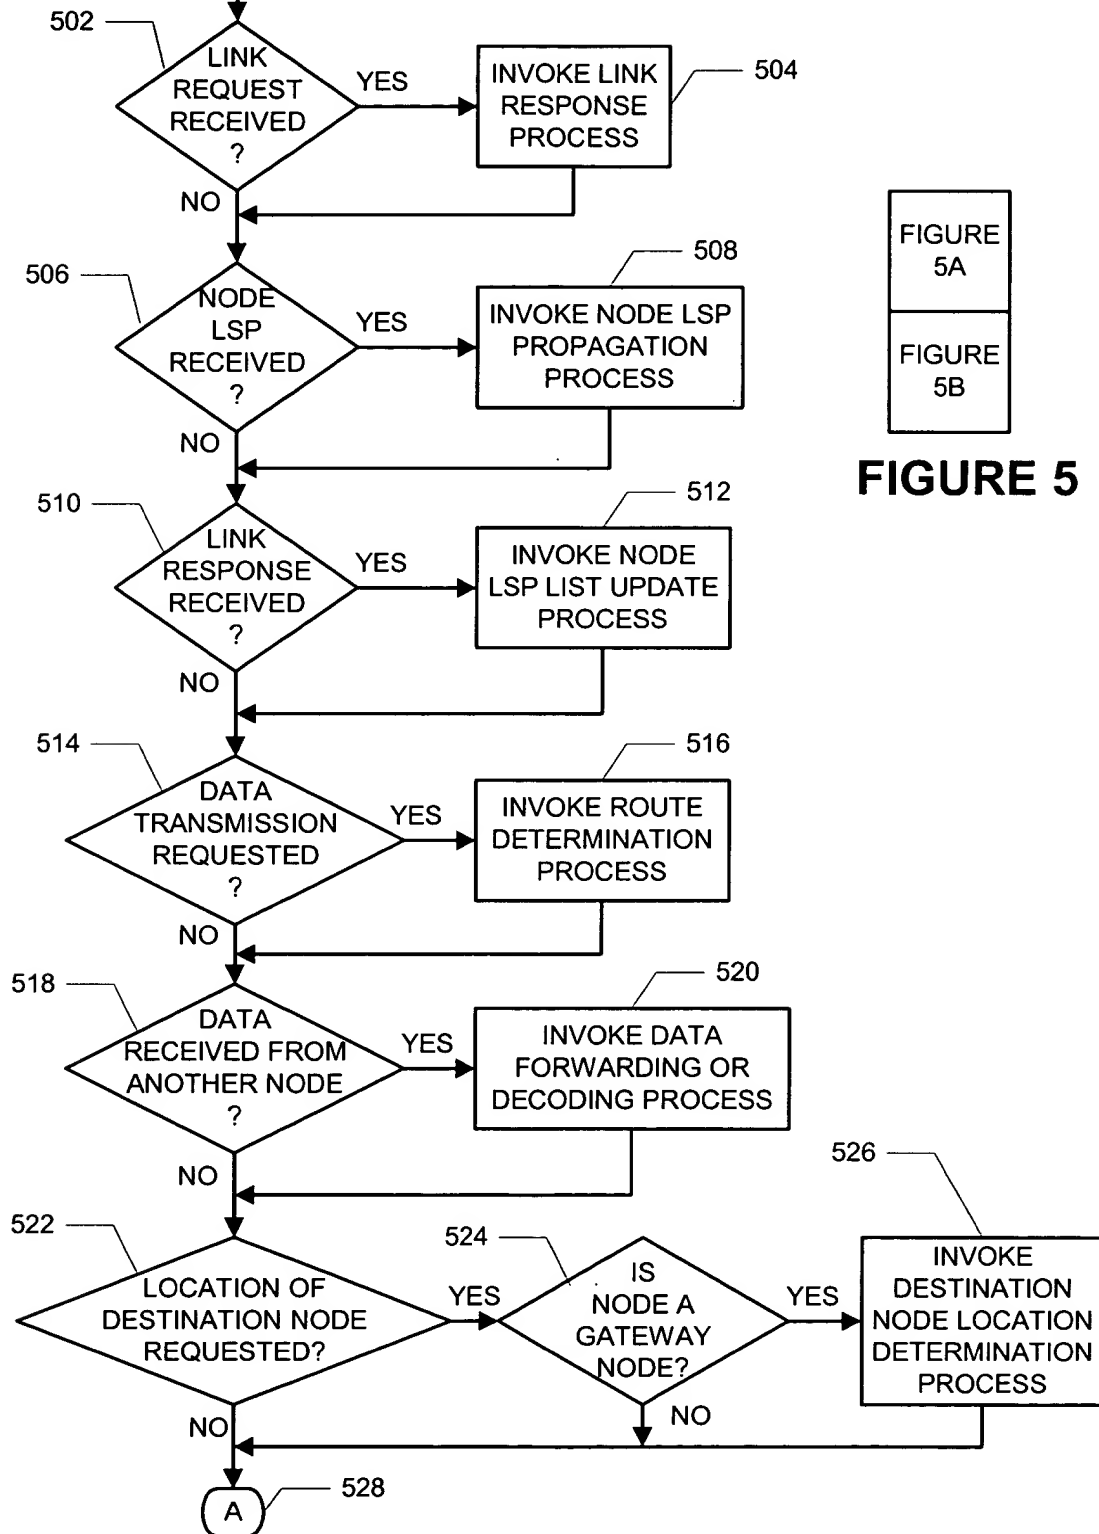 502
LINK
REQUEST
RECEIVED
?
YES
INVOKE LINK
RESPONSE
PROCESS
504
NO
506
NODE
LSP
RECEIVED
?
YES
INVOKE NODE LSP
PROPAGATION
PROCESS
508
NO
FIGURE
5A
FIGURE
5B
FIGURE 5
510
LINK
RESPONSE
RECEIVED
?
YES
INVOKE NODE
LSP LIST UPDATE
PROCESS
512
NO
514
DATA
TRANSMISSION
REQUESTED
?
YES
INVOKE ROUTE
DETERMINATION
PROCESS
516
NO
518
DATA
RECEIVED FROM
ANOTHER NODE
?
YES
INVOKE DATA
FORWARDING OR
DECODING PROCESS
520
NO
522
LOCATION OF
DESTINATION NODE
REQUESTED?
YES
524
IS
NODE A
GATEWAY
NODE?
YES
526
INVOKE
DESTINATION
NODE LOCATION
DETERMINATION
PROCESS
NO
NO
A
528